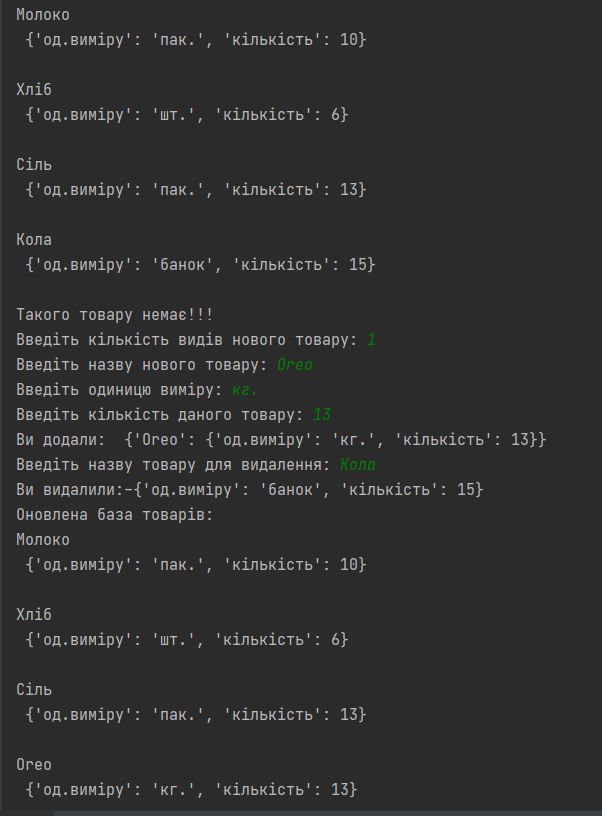 Молоко
{'од.виміру': 'пак.', 'кількість': 10}
Хліб
{'од.виміру': 'шт.', 'кількість': 6}
Сіль
{'од.виміру': 'пак.', 'кількість': 13}
Кола
{'од.виміру': 'банок', 'кількість': 15}
Такого товару немає!!!
Введіть кількість видів нового товару: 1
Введіть назву нового товару: Oreo
Введіть одиницю виміру: кг.
Введіть кількість даного товару: 13
Ви додали:  {'Oreo': {'од.виміру': 'кг.', 'кількість': 13}}
Введіть назву товару для видалення: Кола
Ви видалили:-{'од.виміру': 'банок', 'кількість': 15}
Оновлена база товарів:
Молоко
{'од.виміру': 'пак.', 'кількість': 10}
Хліб
{'од.виміру': 'шт.', 'кількість': 6}
Сіль
{'од.виміру': 'пак.', 'кількість': 13}
Oreo
{'од.виміру': 'кг.', 'кількість': 13}